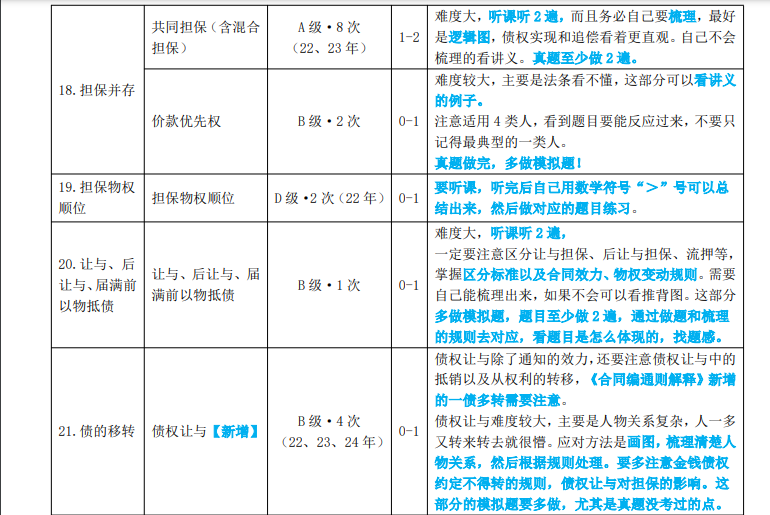 18.担保并存
共同担保（含混合
担保）
A 级·8 次
（22、23 年）
1-2
难度大，听课听 2 遍，而且务必自己要梳理，最好
是逻辑图，债权实现和追偿看着更直观。自己不会
梳理的看讲义。真题至少做 2 遍。
价款优先权
B 级·2 次
0-1
难度较大，主要是法条看不懂，这部分可以看讲义
的例子。
注意适用 4 类人，看到题目要能反应过来，不要只
记得最典型的一类人。
真题做完，多做模拟题！
19.担保物权
顺位
担保物权顺位
D 级·2 次（22 年）
0-1
要听课，听完后自己用数学符号“＞”号可以总
结出来，然后做对应的题目练习。
20.让与、后
让与、届满前
以物抵债
让与、后让与、届
满前以物抵债
B 级·1 次
0-1
难度大，听课听 2 遍，
一定要注意区分让与担保、后让与担保、流押等，
掌握区分标准以及合同效力、物权变动规则。需要
自己能梳理出来，如果不会可以看推背图。这部分
多做模拟题，题目至少做 2 遍，通过做题和梳理
的规则去对应，看题目是怎么体现的，找题感。
21.债的移转
债权让与【新增】
B 级·4 次
（22、23、24 年）
0-1
债权让与除了通知的效力，还要注意债权让与中的
抵销以及从权利的转移，《合同编通则解释》新增
的一债多转需要注意。
债权让与难度较大，主要是人物关系复杂，人一多
又转来转去就很懵。应对方法是画图，梳理清楚人
物关系，然后根据规则处理。要多注意金钱债权
约定不得转的规则，债权让与对担保的影响。这
部分的模拟题要多做，尤其是真题没考过的点。